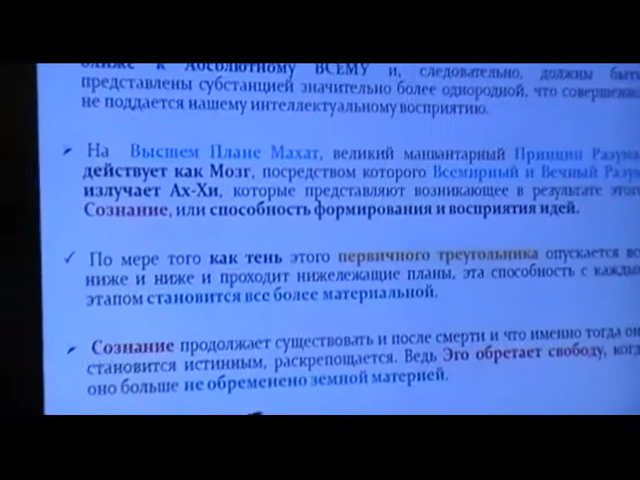 ближе к Абсолютному ВСЕМУ и, следовательно, должны быть
представлены субстанцией значительно более однородной, что совершенно
не поддается нашему интеллектуальному восприятию.
На Высшем Плане Махат, великий манвантарный Принцип Разума
действует как Мозг, посредством которого Всемирный и Вечный Разум
излучает Ах-Хи, которые представляют возникающее в результате этого
Сознание, или способность формирования и восприятия идей.
✓ По мере того как тень этого первичного треугольника опускается все
ниже и ниже и проходит нижележащие планы, эта способность с каждым
этапом становится все более материальной.
Сознание продолжает существовать и после смерти и что именно тогда он
становится истинным, раскрепощается. Ведь Эго обретает свободу, когда
оно больше не обременено земной материей.